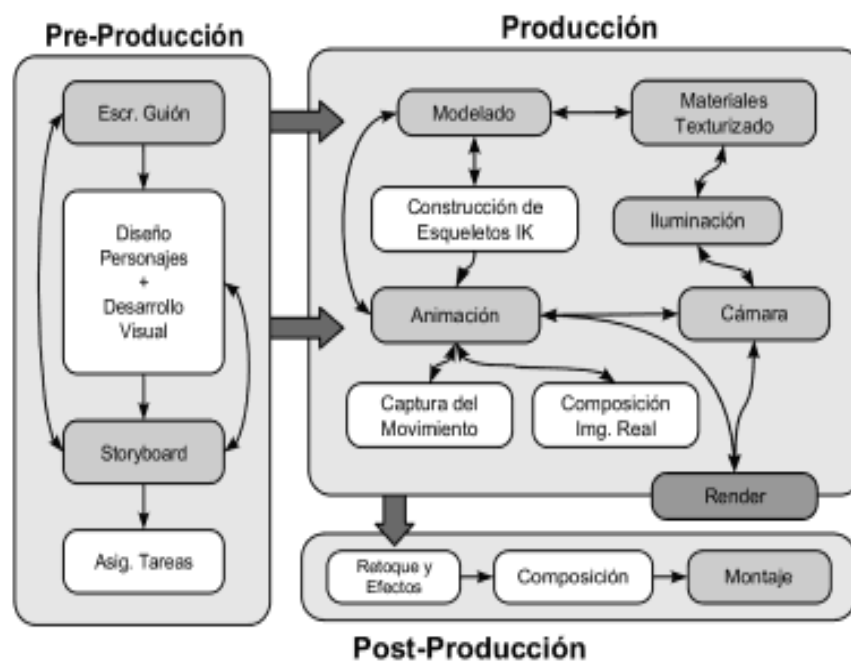 Pre-Producción
Escr. Guión
Diseño
Personajes
+
Desarrollo
Visual
Storyboard
Asig. Tareas
Producción
Modelado
Materiales
Texturizado
Construcción de
Esqueletos IK
Iluminación
Animación
Cámara
Captura del
Movimiento
Composición
Img. Real
Render
Retoque y
Efectos
Composición
Montaje
Post-Producción